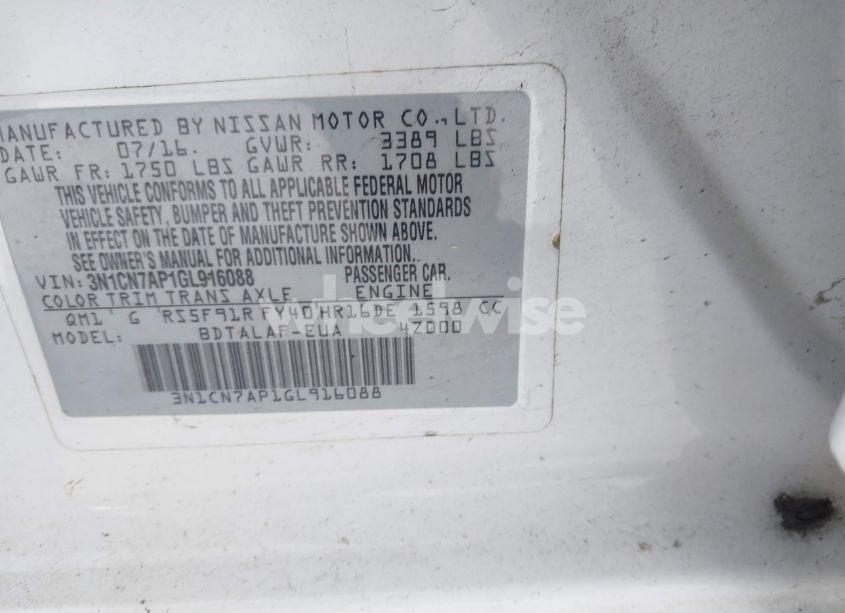 MANUFACTURED BY NISSAN MOTOR CO., LTD.
DATE: 07/16. GVWR: 3389 LBS
GAWR FR: 1750 LBS GAWR RR: 1708 LBS
THIS VEHICLE CONFORMS TO ALL APPLICABLE FEDERAL MOTOR
VEHICLE SAFETY, BUMPER AND THEFT PREVENTION STANDARDS
IN EFFECT ON THE DATE OF MANUFACTURE SHOWN ABOVE.
SEE OWNER'S MANUAL FOR ADDITIONAL INFORMATION.
VIN: 3N1CN7AP1GL916088 PASSENGER CAR.
COLOR TRIM TRANS AXLE ENGINE
QM1 G RS5F91R FY40 HR16DE 1598 CC
MODEL: BDTALAF-EUA 4Z000
3N1CN7AP1GL916088
wheelwise